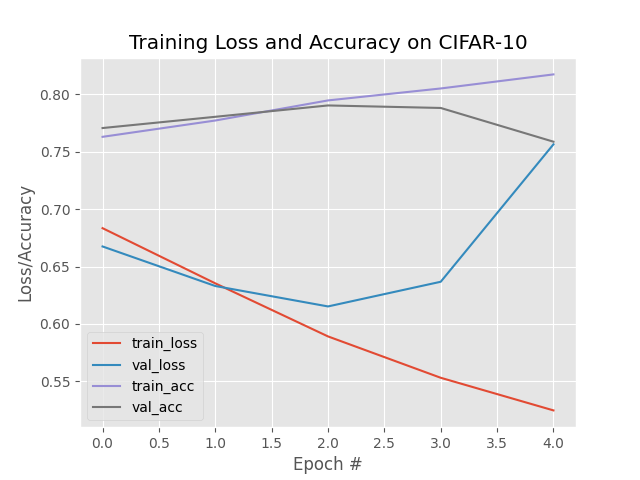 Training Loss and Accuracy on CIFAR-10
Loss/Accuracy
0.80
0.75
0.70
0.65
0.60
0.55
train_loss
val_loss
train_acc
val_acc
0.0 0.5 1.0 1.5 2.0 2.5 3.0 3.5 4.0
Epoch #